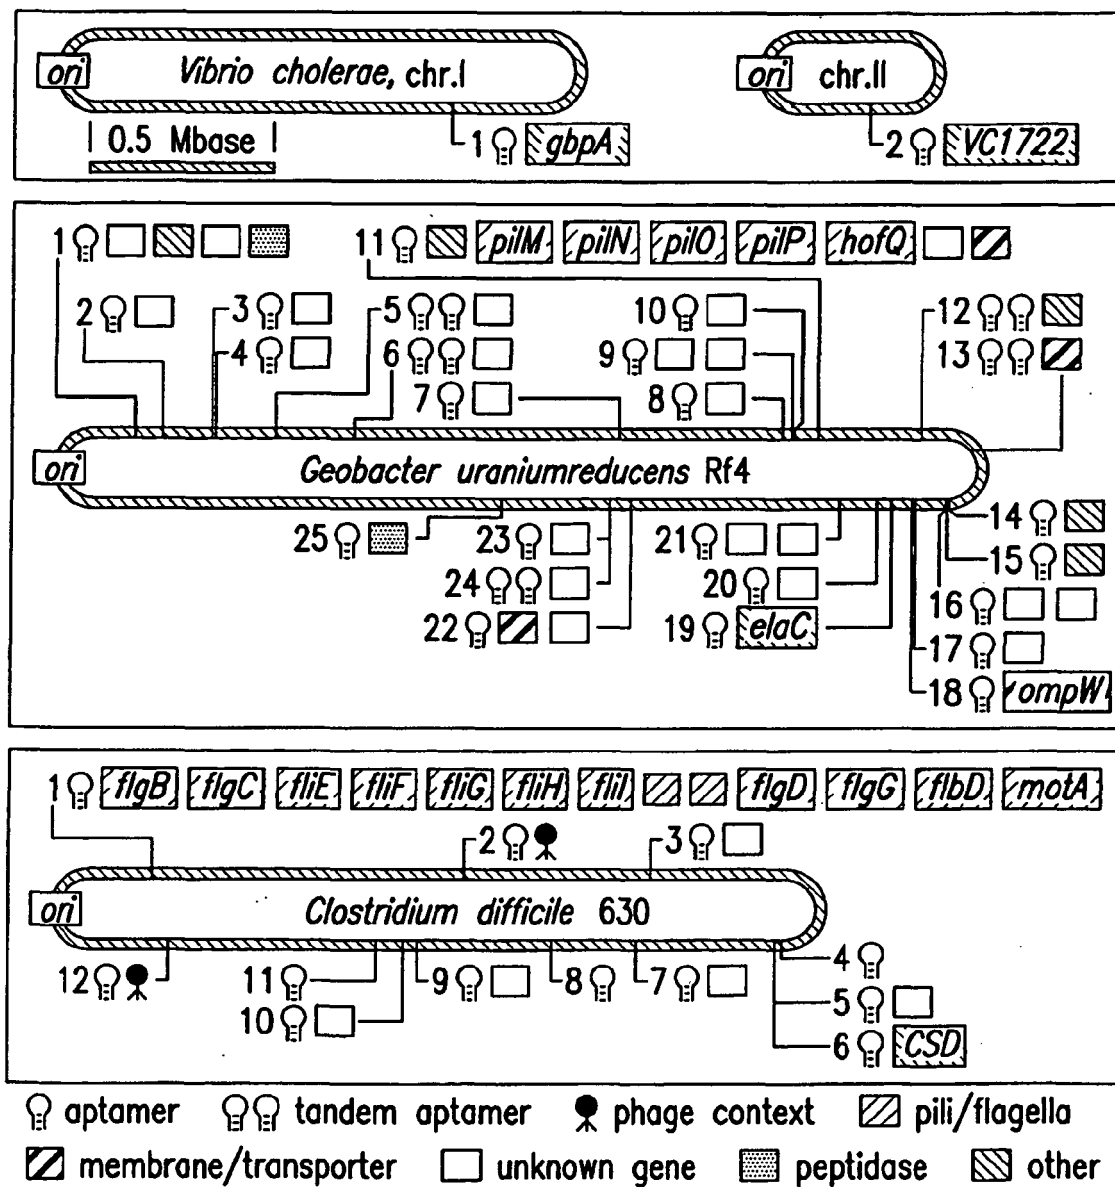 ori Vibrio cholerae, chr.I ori chr.II
0.5 Mbase 1 gbpA 2 VC1722
1 11 pilM pilN pilO pilP hofQ
2 3 5 10 12
4 6 9 13
7 8
ori Geobacter uraniumreducens Rf4
25 23 21 14
24 20 15
22 19 elaC 16
17
18 ompW
1 flgB flgC fliE fliF fliG fliH fliI flgD flgG flbD motA
2 3
ori Clostridium difficile 630
12 11 9 8 7 4
10 5
6 CSD
aptamer tandem aptamer phage context pili/flagella
membrane/transporter unknown gene peptidase other